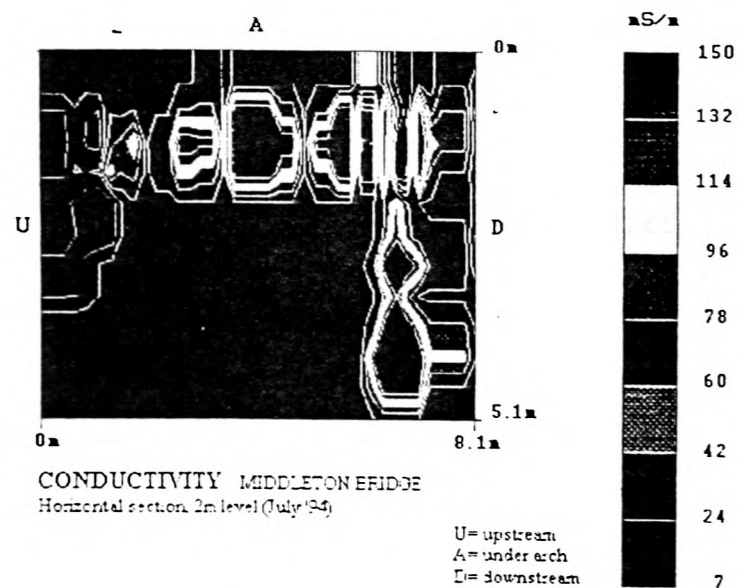 A
mS/m
0m
150
132
114
U
D
96
78
60
5.1m
0m
8.1m
42
CONDUCTIVITY MIDDLETON BRIDGE
Horizontal section, 2m level (July '94)
24
U= upstream
A= under arch
D= downstream
7